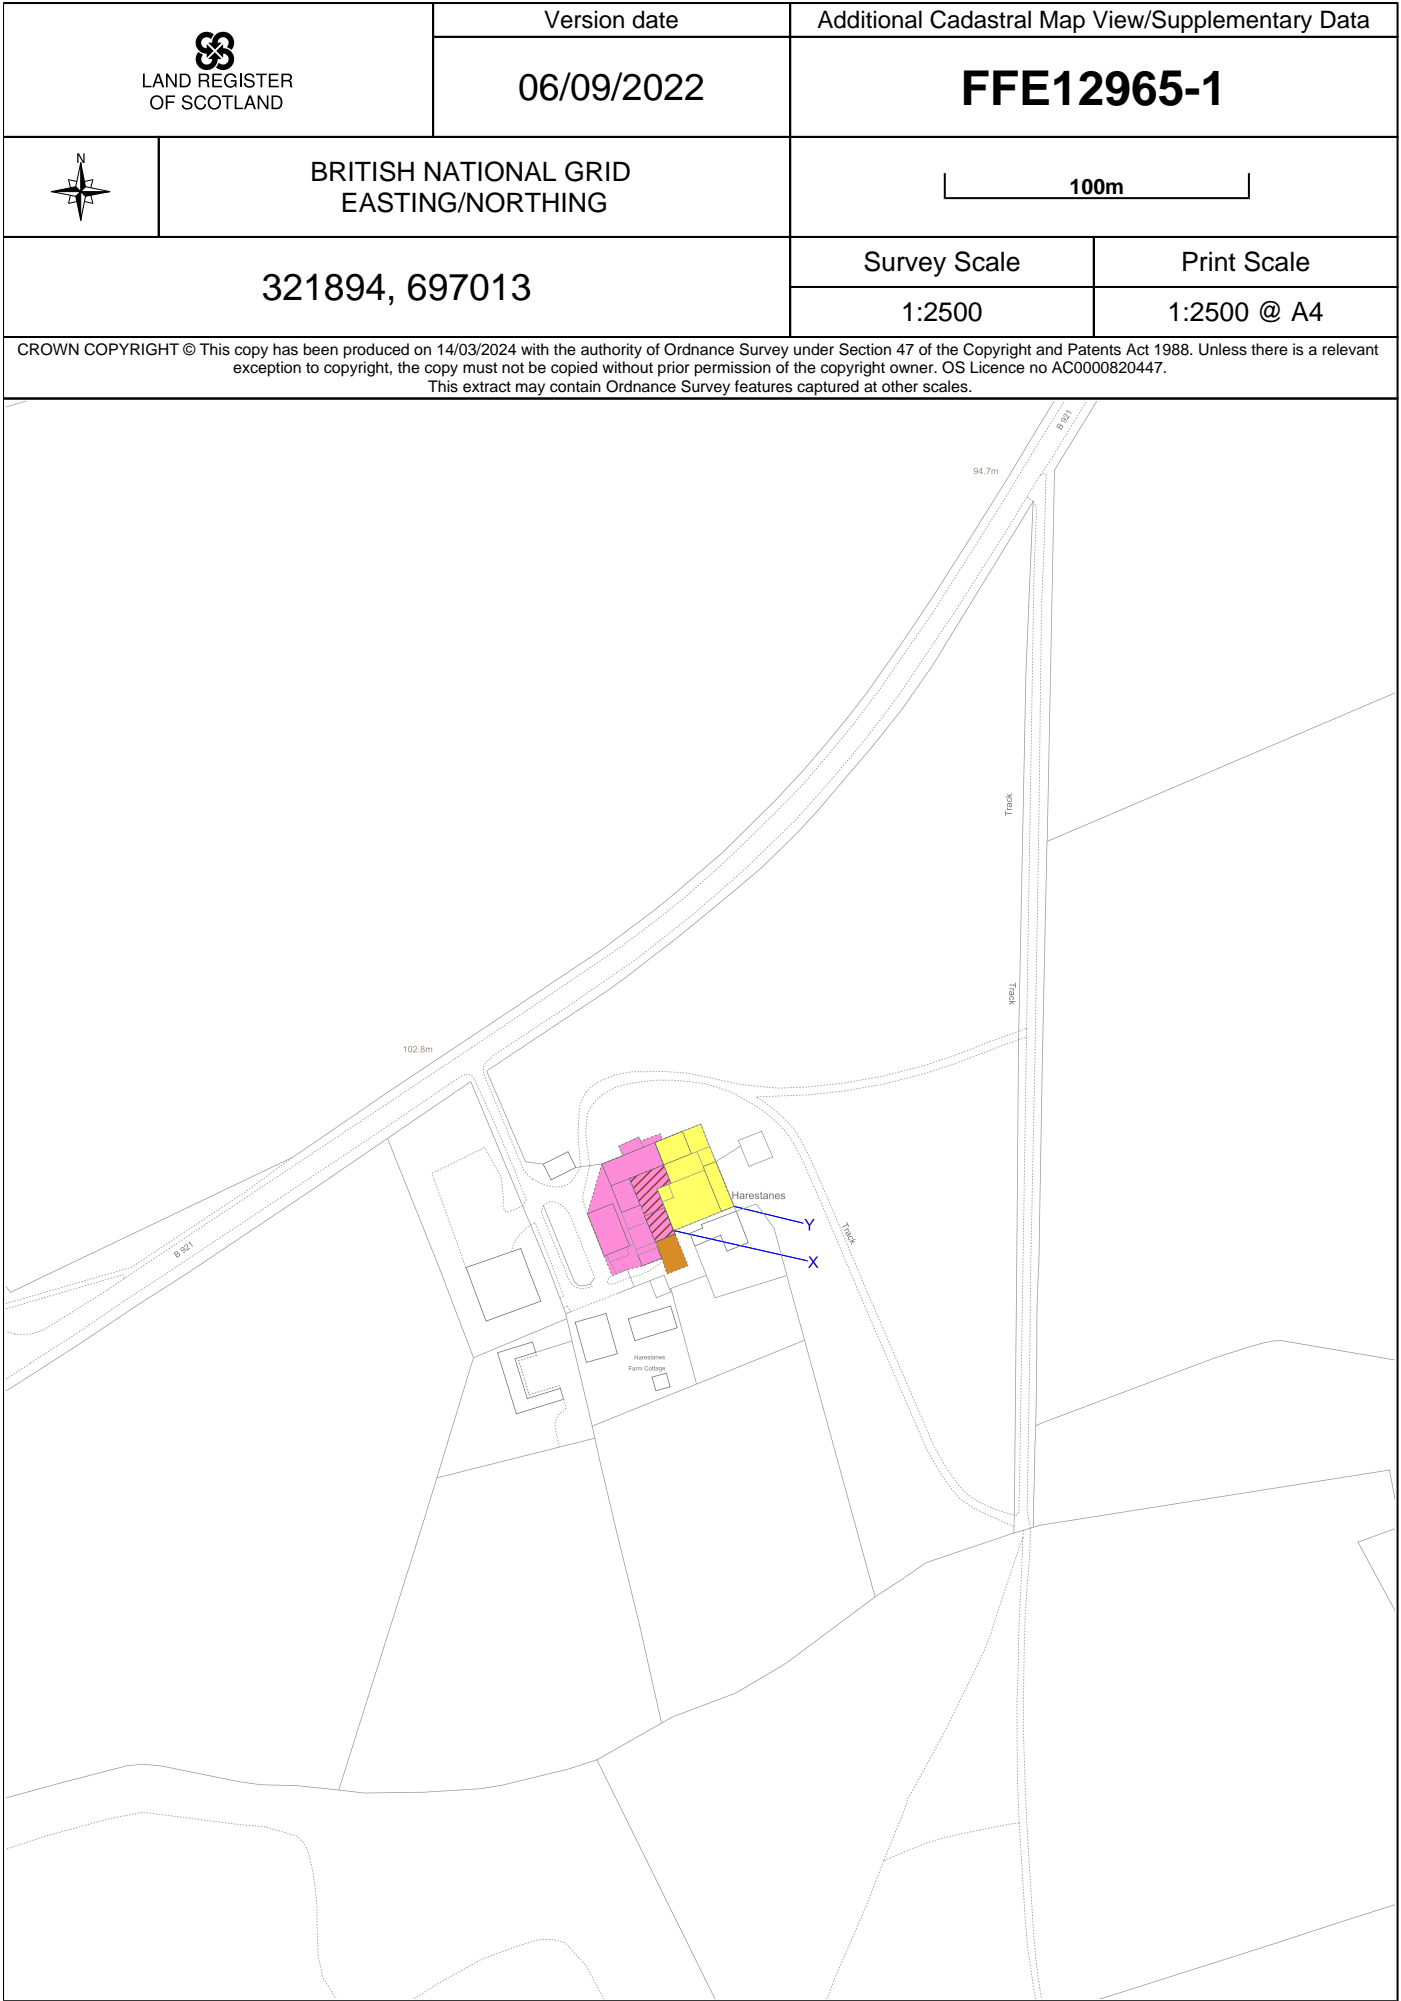 LAND REGISTER
OF SCOTLAND
Version date
06/09/2022
Additional Cadastral Map View/Supplementary Data
FFE12965-1
N
BRITISH NATIONAL GRID
EASTING/NORTHING
100m
321894, 697013
Survey Scale
Print Scale
1:2500
1:2500 @ A4
CROWN COPYRIGHT © This copy has been produced on 14/03/2024 with the authority of Ordnance Survey under Section 47 of the Copyright and Patents Act 1988. Unless there is a relevant
exception to copyright, the copy must not be copied without prior permission of the copyright owner. OS Licence no AC0000820447.
This extract may contain Ordnance Survey features captured at other scales.
B 921
94.7m
Track
Track
102.8m
Harestanes
Y
Track
B 921
X
Harestanes
Farm Cottage